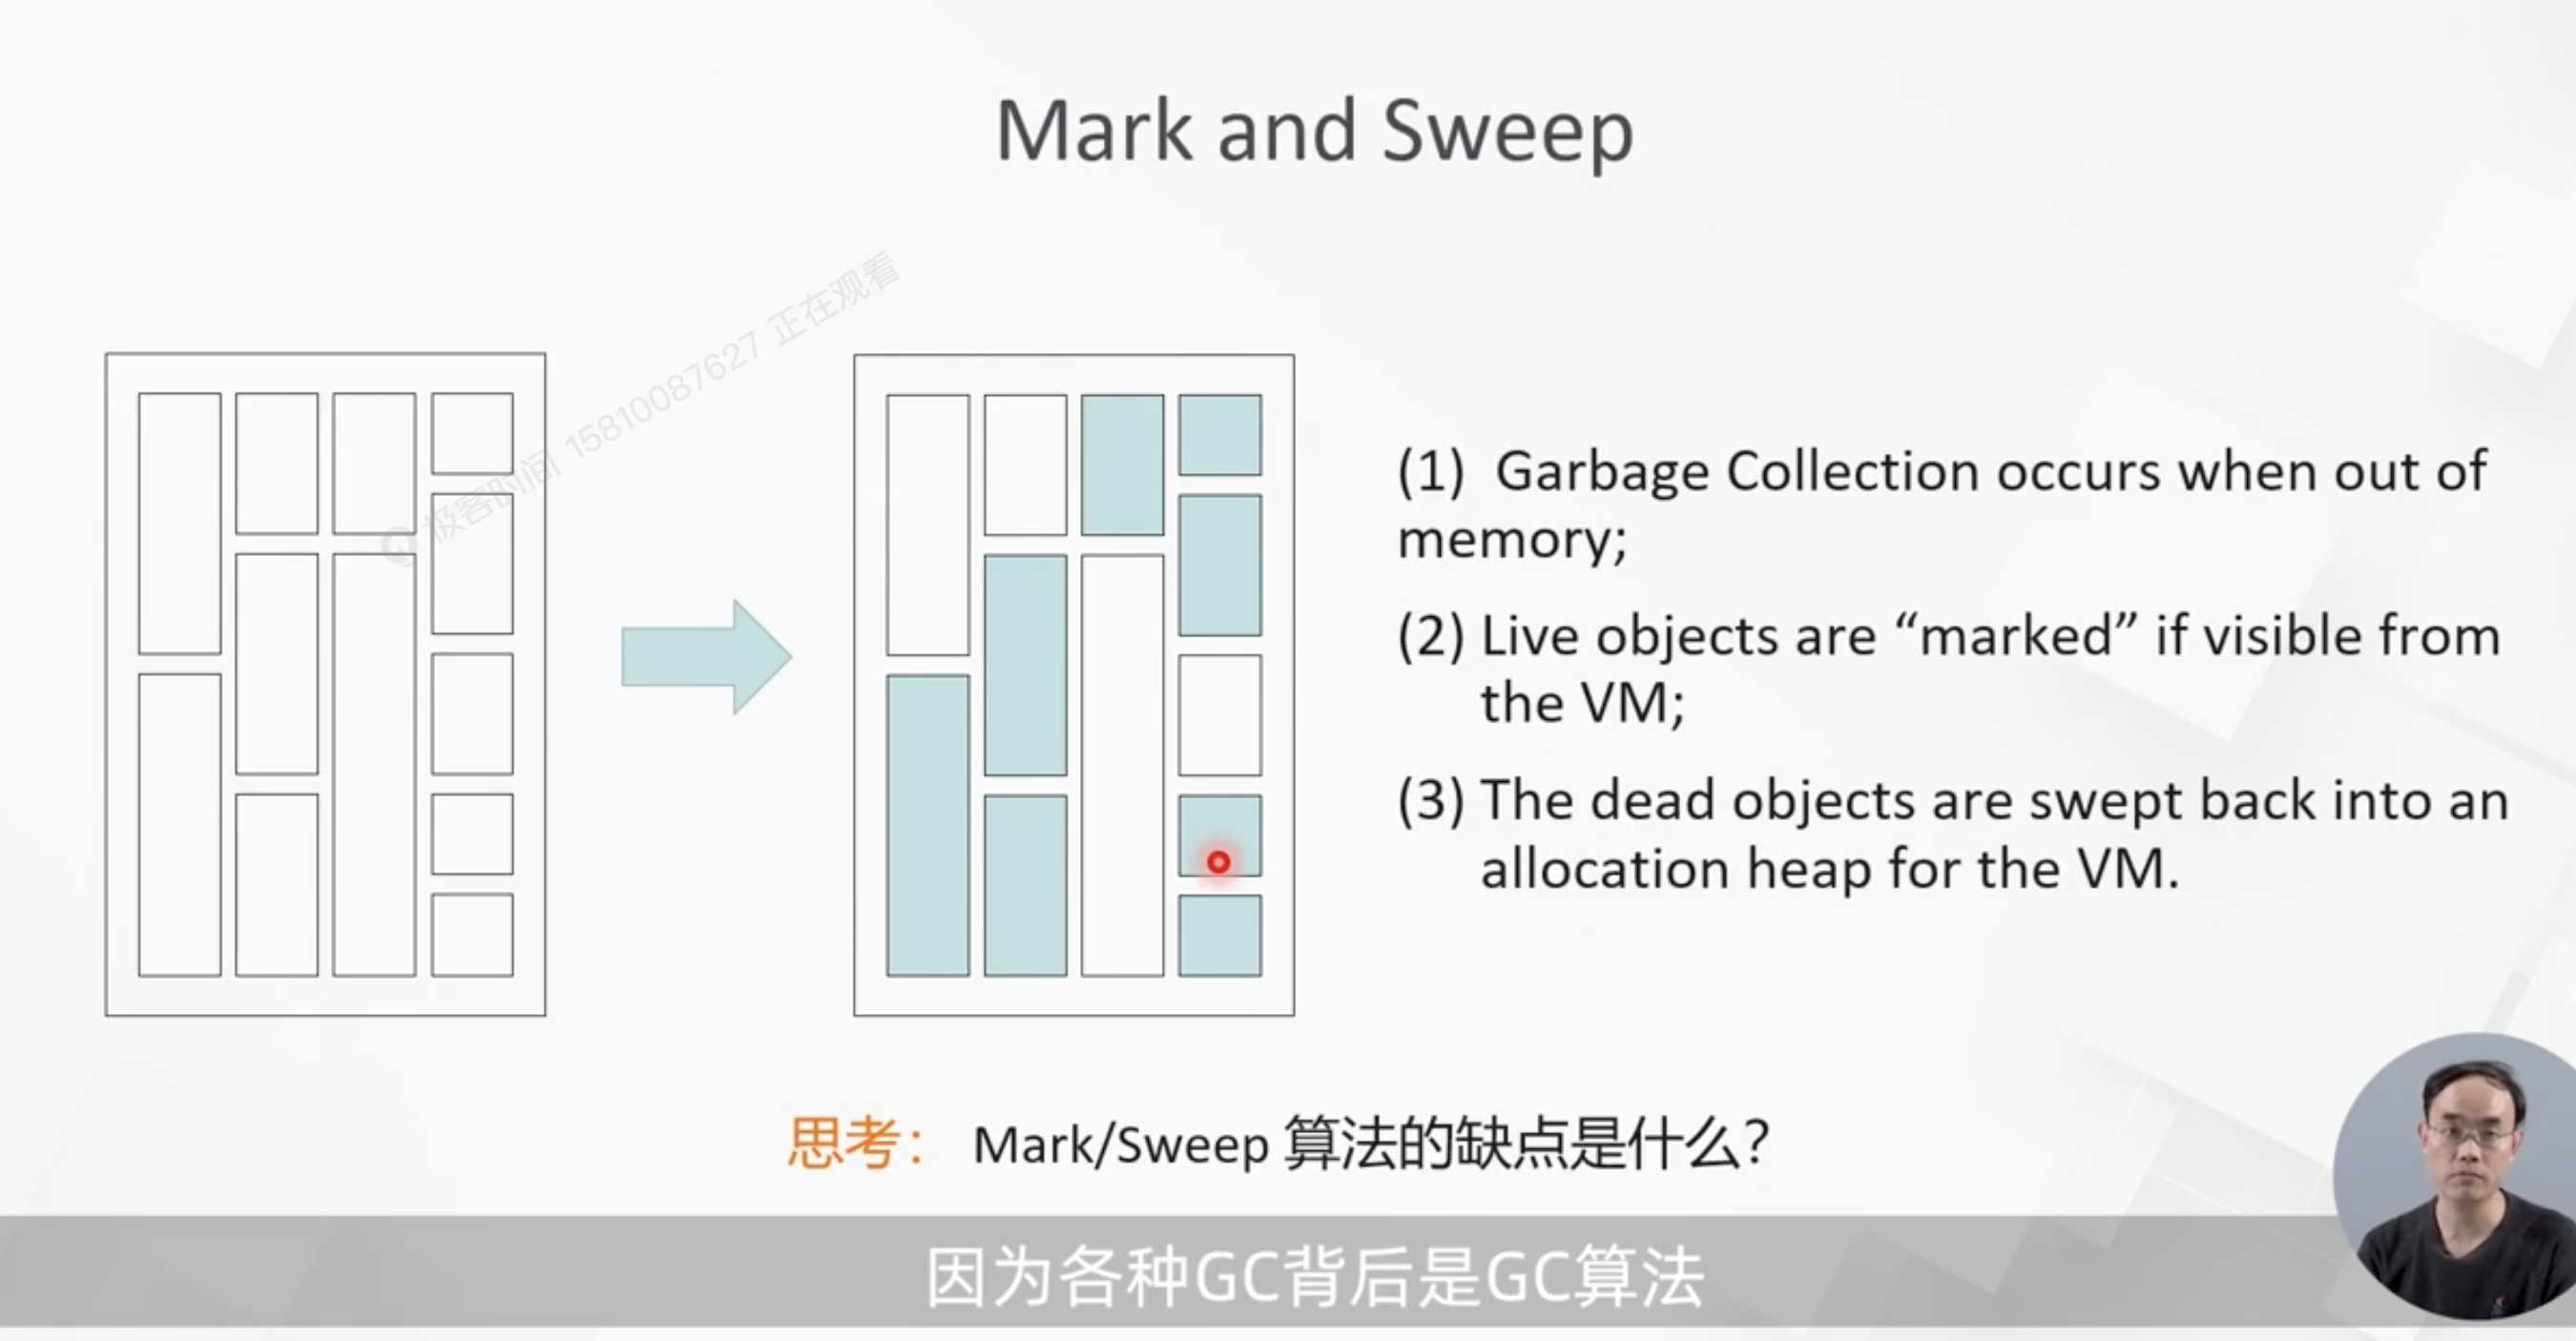 Mark and Sweep
极客时间 15810087627 正在观看
(1) Garbage Collection occurs when out of
memory;
(2) Live objects are “marked” if visible from
the VM;
(3) The dead objects are swept back into an
allocation heap for the VM.
思考： Mark/Sweep 算法的缺点是什么？
因为各种GC背后是GC算法